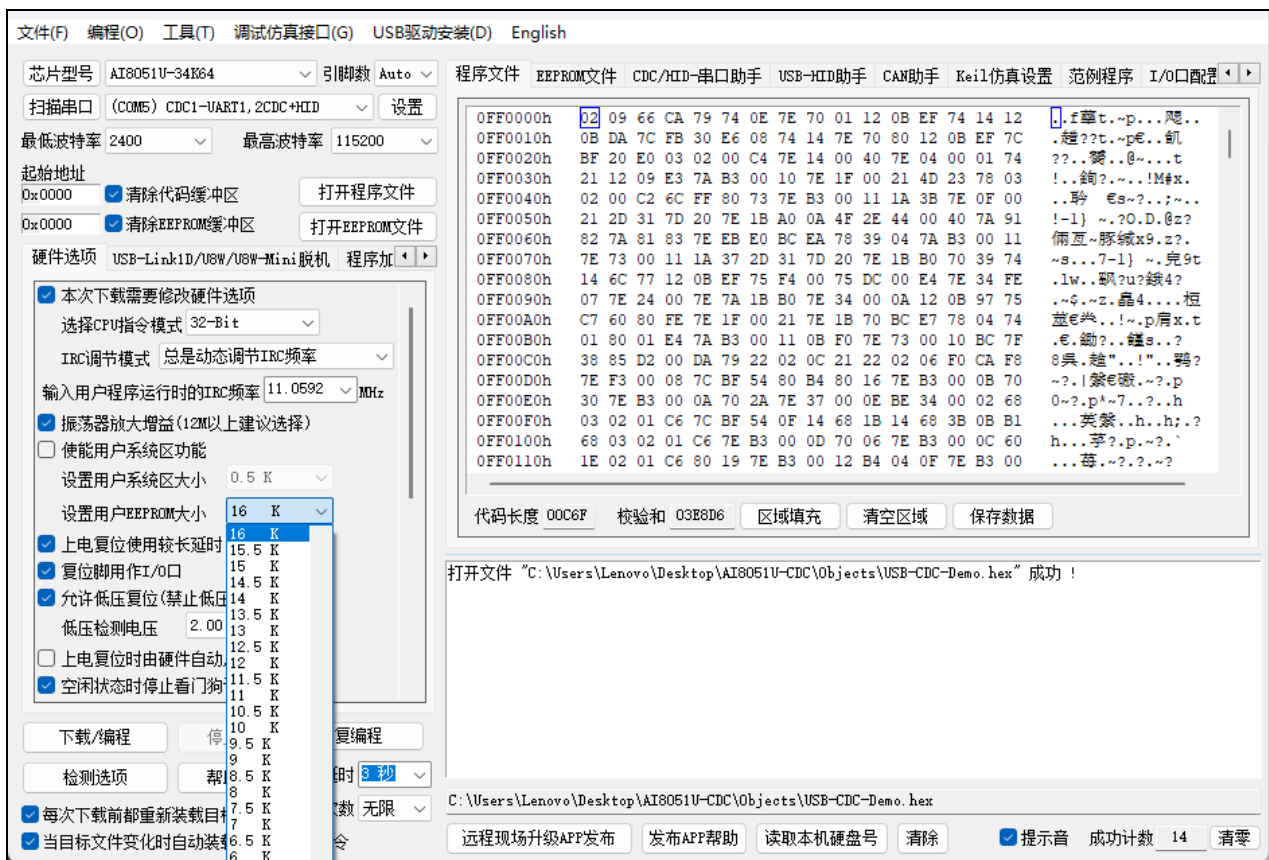 文件(F) 编程(O) 工具(T) 调试仿真接口(G) USB驱动安装(D) English
芯片型号 AI8051U-34K64 引脚数 Auto
扫描串口 (COM5) CDC1-UART1,2CDC+HID 设置
最低波特率 2400 最高波特率 115200
起始地址
0x0000 清除代码缓冲区 打开程序文件
0x0000 清除EEPROM缓冲区 打开EEPROM文件
硬件选项 USB-Link1D/U8W/U8W-Mini脱机 程序加
本次下载需要修改硬件选项
选择CPU指令模式 32-Bit
IRC调节模式 总是动态调节IRC频率
输入用户程序运行时的IRC频率 11.0592 MHz
振荡器放大增益(12M以上建议选择)
使能用户系统区功能
设置用户系统区大小 0.5 K
设置用户EEPROM大小 16 K
16 K
上电复位使用较长延时
15.5 K
15 K
复位脚用作I/O口
14.5 K
允许低压复位(禁止低压
14 K
13.5 K
低压检测电压 2.00
13 K
12.5 K
上电复位时由硬件自动
12 K
11.5 K
空闲状态时停止看门狗
11 K
10.5 K
10 K
下载/编程 停 复编程
9.5 K
9 K
检测选项 帮 延时 3 秒
8.5 K
8 K
7.5 K
每次下载前都重新装载目标 次数 无限
7 K
当目标文件变化时自动装载 令
6.5 K
6 K
程序文件 EEPROM文件 CDC/HID-串口助手 USB-HID助手 CAN助手 Keil仿真设置 范例程序 I/O口配置
0FF0000h 02 09 66 CA 79 74 0E 7E 70 01 12 0B EF 74 14 12
0FF0010h 0B DA 7C FB 30 E6 08 74 14 7E 70 80 12 0B EF 7C
0FF0020h BF 20 E0 03 02 00 C4 7E 14 00 40 7E 04 00 01 74
0FF0030h 21 12 09 E3 7A B3 00 10 7E 1F 00 21 4D 23 78 03
0FF0040h 02 00 C2 6C FF 80 73 7E B3 00 11 1A 3B 7E 0F 00
0FF0050h 21 2D 31 7D 20 7E 1B A0 0A 4F 2E 44 00 40 7A 91
0FF0060h 82 7A 81 83 7E EB E0 BC EA 78 39 04 7A B3 00 11
0FF0070h 7E 73 00 11 1A 37 2D 31 7D 20 7E 1B B0 70 39 74
0FF0080h 14 6C 77 12 0B EF 75 F4 00 75 DC 00 E4 7E 34 FE
0FF0090h 07 7E 24 00 7E 7A 1B B0 7E 34 00 0A 12 0B 97 75
0FF00A0h C7 60 80 FE 7E 1F 00 21 7E 1B 70 BC E7 78 04 74
0FF00B0h 01 80 01 E4 7A B3 00 11 0B F0 7E 73 00 10 BC 7F
0FF00C0h 38 85 D2 00 DA 79 22 02 0C 21 22 02 06 F0 CA F8
0FF00D0h 7E F3 00 08 7C BF 54 80 B4 80 16 7E B3 00 0B 70
0FF00E0h 30 7E B3 00 0A 70 2A 7E 37 00 0E BE 34 00 02 68
0FF00F0h 03 02 01 C6 7C BF 54 0F 14 68 1B 14 68 3B 0B B1
0FF0100h 68 03 02 01 C6 7E B3 00 0D 70 06 7E B3 00 0C 60
0FF0110h 1E 02 01 C6 80 19 7E B3 00 12 B4 04 0F 7E B3 00
代码长度 00C6F 校验和 03E8D6 区域填充 清空区域 保存数据
打开文件 "C:\Users\Lenovo\Desktop\AI8051U-CDC\Objects\USB-CDC-Demo.hex" 成功 !
C:\Users\Lenovo\Desktop\AI8051U-CDC\Objects\USB-CDC-Demo.hex
远程现场升级APP发布 发布APP帮助 读取本机硬盘号 清除 提示音 成功计数 14 清零